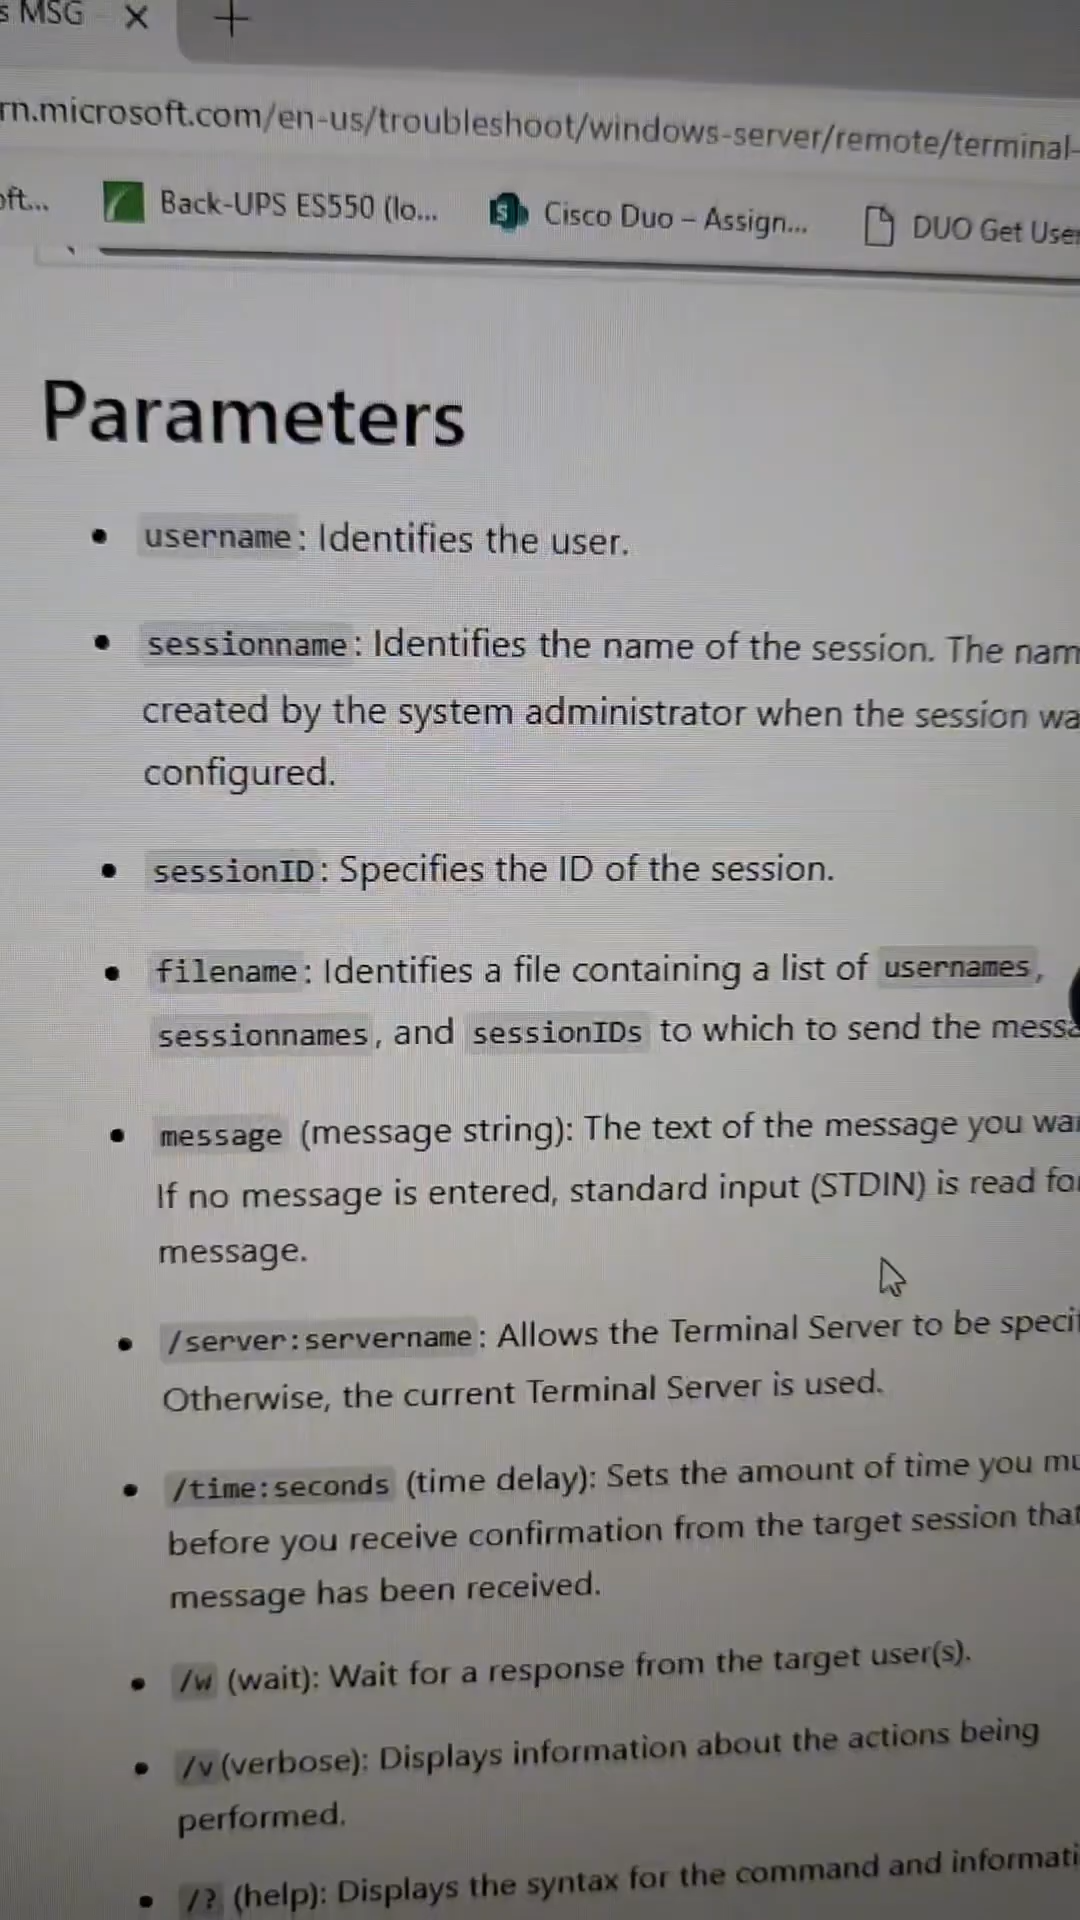 s MSG
rn.microsoft.com/en-us/troubleshoot/windows-server/remote/terminal-
oft... Back-UPS ES550 (lo... Cisco Duo – Assign... DUO Get User
Parameters
• username: Identifies the user.
• sessionname: Identifies the name of the session. The nam
created by the system administrator when the session wa
configured.
• sessionID: Specifies the ID of the session.
• filename: Identifies a file containing a list of usernames,
sessionnames, and sessionIDs to which to send the messa
• message (message string): The text of the message you wa
If no message is entered, standard input (STDIN) is read fo
message.
• /server:servername: Allows the Terminal Server to be specif
Otherwise, the current Terminal Server is used.
• /time:seconds (time delay): Sets the amount of time you mu
before you receive confirmation from the target session that
message has been received.
• /w (wait): Wait for a response from the target user(s).
• /v(verbose): Displays information about the actions being
performed.
• /? (help): Displays the syntax for the command and informati